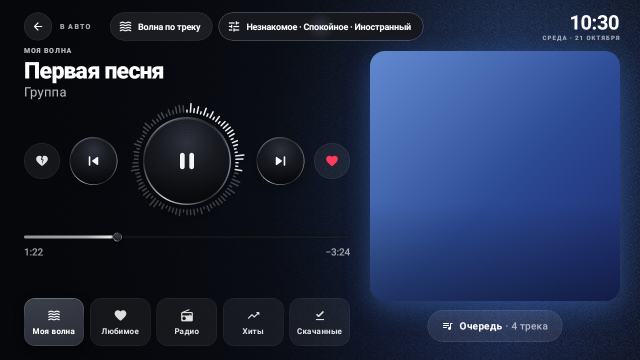 В АВТО
Волна по треку
Незнакомое · Спокойное · Иностранный
10:30
СРЕДА · 21 ОКТЯБРЯ
МОЯ ВОЛНА
Первая песня
Группа
1:22
−3:24
Моя волна
Любимое
Радио
Хиты
Скачанные
Очередь · 4 трека